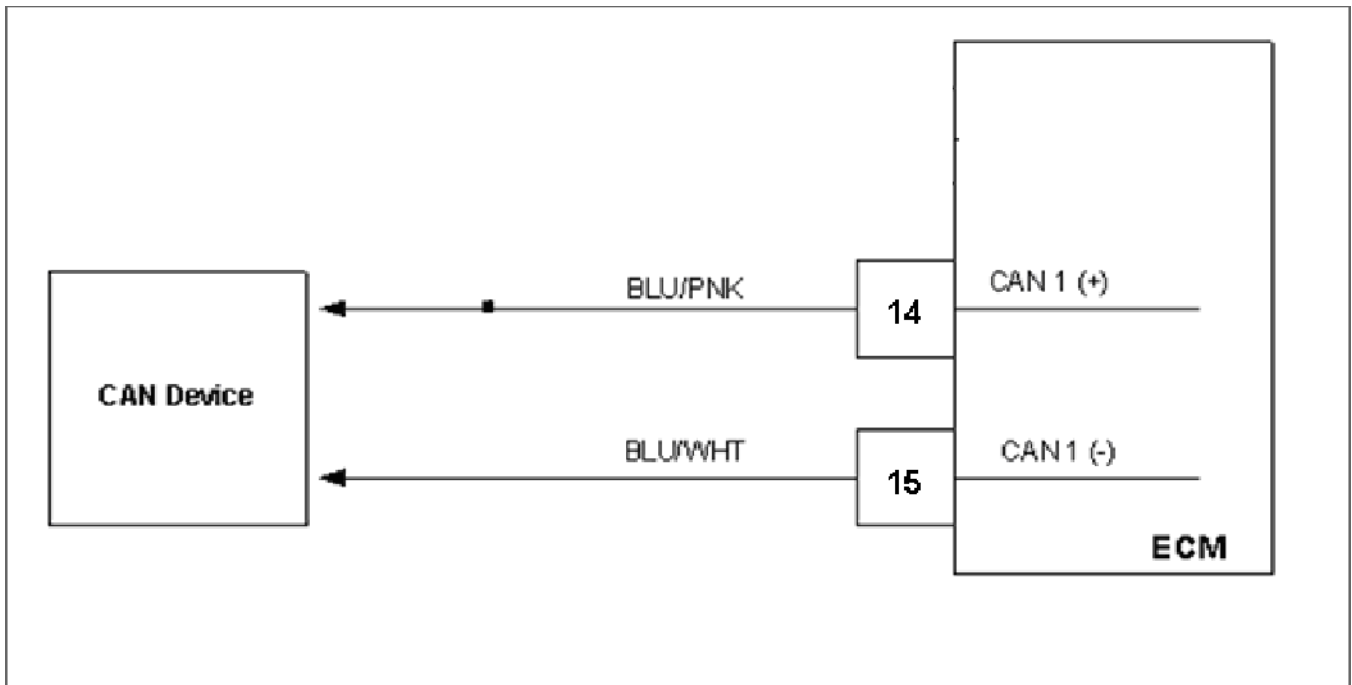 BLU/PNK
14
CAN 1 (+)
CAN Device
BLU/WHT
15
CAN 1 (-)
ECM